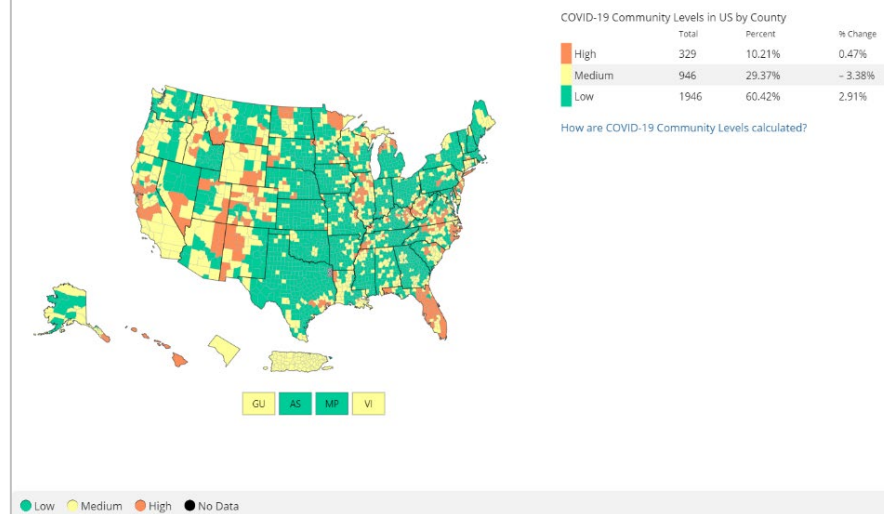 COVID-19 Community Levels in US by County
Total Percent % Change
High 329 10.21% 0.47%
Medium 946 29.37% – 3.38%
Low 1946 60.42% 2.91%
How are COVID-19 Community Levels calculated?
GU AS MP VI
Low Medium High No Data